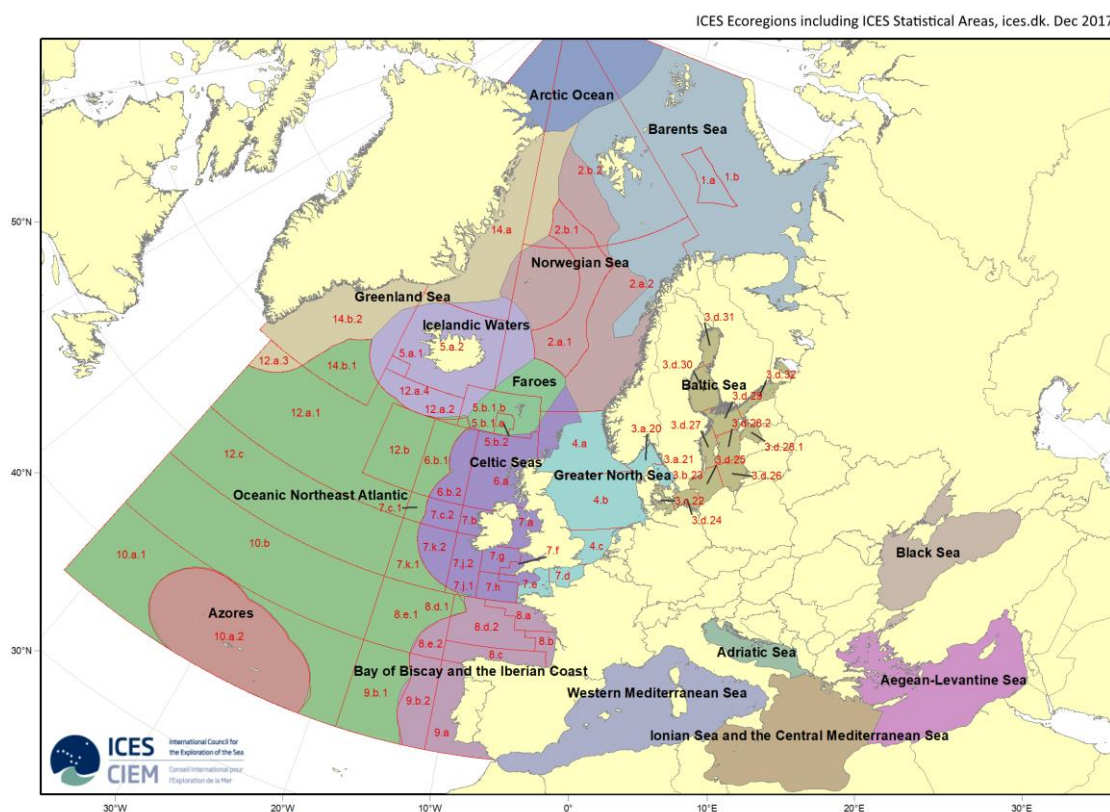 ICES Ecoregions including ICES Statistical Areas, ices.dk. Dec 2017
Arctic Ocean
Barents Sea
2.b.2
1.a
1.b
50°N
14.a
2.b.1
Norwegian Sea
2.a.2
Greenland Sea
14.b.2
Icelandic Waters
5.a.2
5.a.1
2.a.1
3.d.31
12.a.3
14.b.1
3.d.30
3.d.32
Faroes
Baltic Sea
12.a.4
3.d.29
12.a.1
12.a.2
5.b.1.b
5.b.1.a
3.a.20
3.d.27
3.d.28.2
5.b.2
4.a
3.d.28.1
12.b
12.c
6.b.1
Celtic Seas
3.a.21
3.d.25
40°N
Greater North Sea
3.b.23
3.d.26
6.a
6.b.2
Oceanic Northeast Atlantic
4.b
3.c.22
7.c.1
7.c.2
7.b
7.a
3.d.24
10.a.1
10.b
7.k.2
7.g
7.f
4.c
Black Sea
7.k.1
7.j.2
7.d
7.j.1
7.h
7.e
Azores
8.d.1
8.e.1
8.a
10.a.2
8.d.2
8.b
30°N
8.e.2
8.c
Adriatic Sea
Bay of Biscay and the Iberian Coast
Aegean-Levantine Sea
9.b.1
9.b.2
Western Mediterranean Sea
9.a
Ionian Sea and the Central Mediterranean Sea
ICES
International Council for
the Exploration of the Sea
CIEM
Conseil International pour
l'Exploration de la Mer
30°W
20°W
10°W
0°
10°E
20°E
30°E